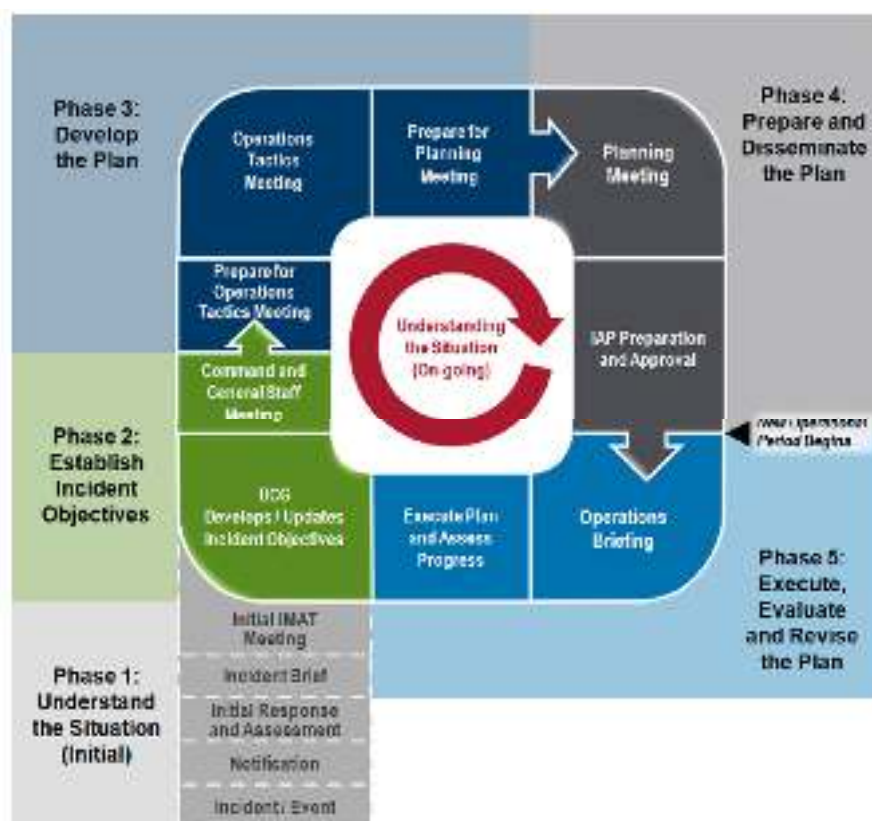 Phase 3:
Develop
the Plan
Operations
Tactics
Meeting
Prepare for
Planning
Meeting
Planning
Meeting
Phase 4:
Prepare and
Disseminate
the Plan
Prepare for
Operations
Tactics Meeting
Understanding
the Situation
(On-going)
IAP Preparation
and Approval
Command and
General Staff
Meeting
Phase 2:
Establish
Incident
Objectives
Period Begins
Develops / Updates
Incident Objectives
Execute Plan
and Assess
Progress
Operations
Briefing
Phase 5:
Execute,
Evaluate
and Revise
the Plan
Phase 1:
Understand
the Situation
(Initial)
Initial IMAT
Meeting
Incident Brief
Initial Response
and Assessment
Notification
Incident / Event